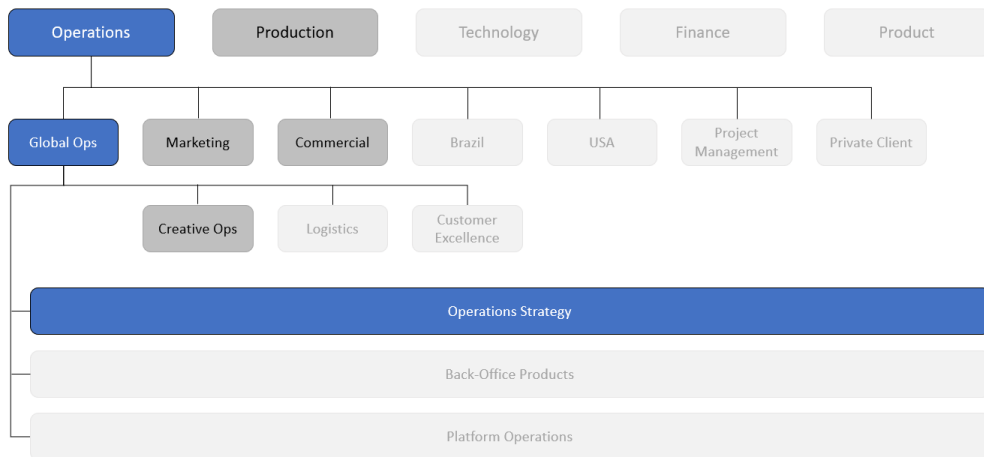 Operations
Production
Technology
Finance
Product
Global Ops
Marketing
Commercial
Brazil
USA
Project
Management
Private Client
Creative Ops
Logistics
Customer
Excellence
Operations Strategy
Back-Office Products
Platform Operations